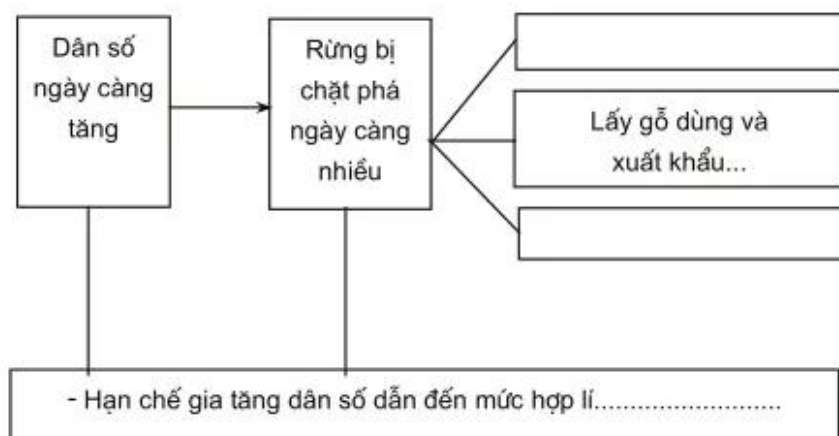 Dân số
ngày càng
tăng
Rừng bị
chặt phá
ngày càng
nhiều
Lấy gỗ dùng và
xuất khẩu...
- Hạn chế gia tăng dân số dẫn đến mức hợp lí............................